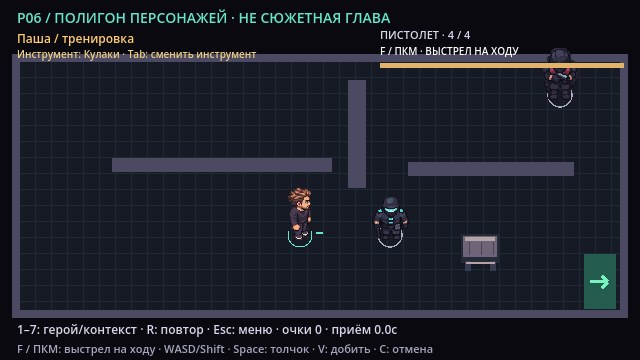 P06 / ПОЛИГОН ПЕРСОНАЖЕЙ · НЕ СЮЖЕТНАЯ ГЛАВА
Паша / тренировка
Инструмент: Кулаки · Tab: сменить инструмент
ПИСТОЛЕТ · 4 / 4
F / ПКМ · ВЫСТРЕЛ НА ХОДУ
1–7: герой/контекст · R: повтор · Esc: меню · очки 0 · приём 0.0с
F / ПКМ: выстрел на ходу · WASD/Shift · Space: толчок · V: добить · C: отмена